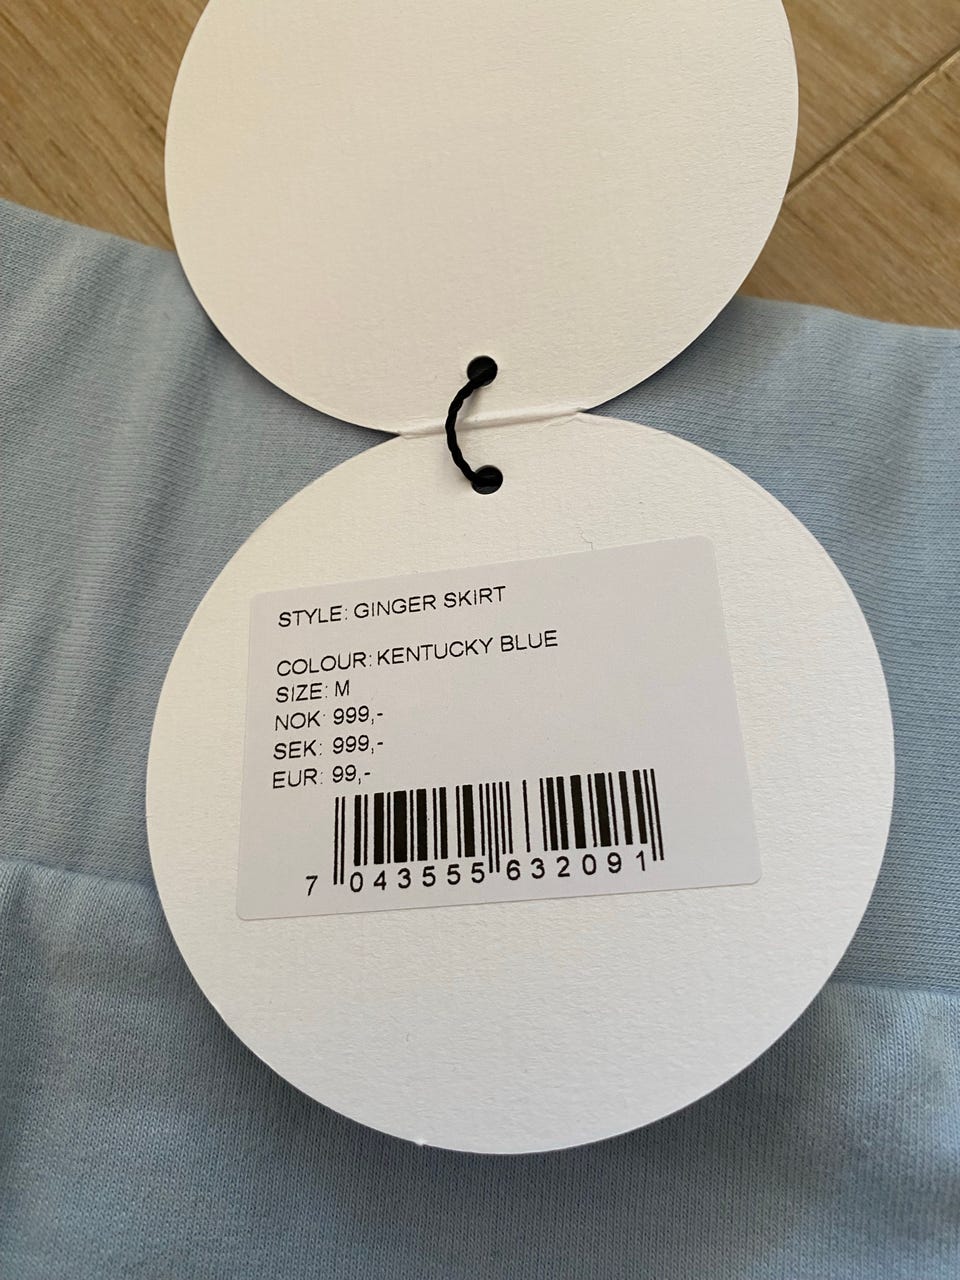 STYLE: GINGER SKIRT
COLOUR: KENTUCKY BLUE
SIZE: M
NOK: 999,-
SEK: 999,-
EUR: 99,-
7 043555 632091